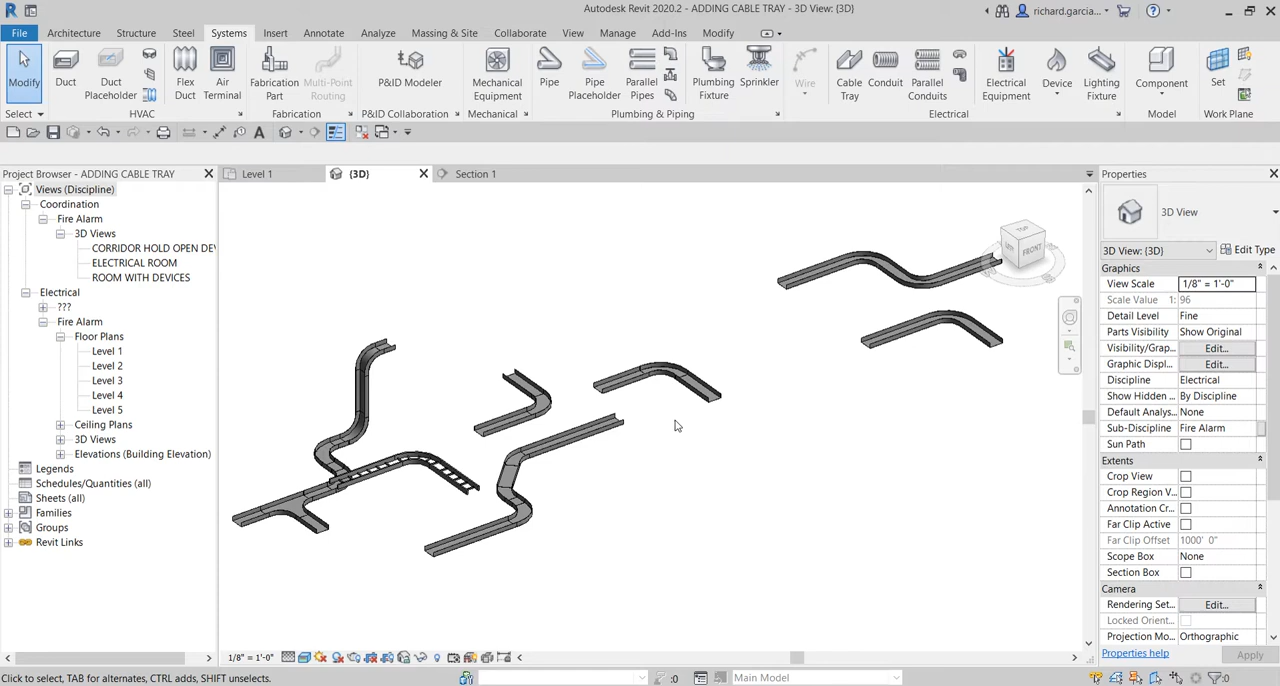 Autodesk Revit 2020.2 - ADDING CABLE TRAY - 3D View: {3D}
richard.garcia...
File Architecture Structure Steel Systems Insert Annotate Analyze Massing & Site Collaborate View Manage Add-Ins Modify
Modify
Duct
Duct Placeholder
Flex Duct
Air Terminal
Fabrication Part
Multi-Point Routing
P&ID Modeler
Mechanical Equipment
Pipe
Pipe Placeholder
Parallel Pipes
Plumbing Fixture
Sprinkler
Wire
Cable Tray
Conduit
Parallel Conduits
Electrical Equipment
Device
Lighting Fixture
Component
Set
Select HVAC Fabrication P&ID Collaboration Mechanical Plumbing & Piping Electrical Model Work Plane
Project Browser - ADDING CABLE TRAY
Views (Discipline)
Coordination
Fire Alarm
3D Views
CORRIDOR HOLD OPEN DEV
ELECTRICAL ROOM
ROOM WITH DEVICES
Electrical
???
Fire Alarm
Floor Plans
Level 1
Level 2
Level 3
Level 4
Level 5
Ceiling Plans
3D Views
Elevations (Building Elevation)
Legends
Schedules/Quantities (all)
Sheets (all)
Families
Groups
Revit Links
Level 1 {3D} Section 1
TOP
FRONT
Properties
3D View
3D View: {3D} Edit Type
Graphics
View Scale 1/8" = 1'-0"
Scale Value 1: 96
Detail Level Fine
Parts Visibility Show Original
Visibility/Grap... Edit...
Graphic Displ... Edit...
Discipline Electrical
Show Hidden ... By Discipline
Default Analys... None
Sub-Discipline Fire Alarm
Sun Path
Extents
Crop View
Crop Region V...
Annotation Cr...
Far Clip Active
Far Clip Offset 1000' 0"
Scope Box None
Section Box
Camera
Rendering Set... Edit...
Locked Orient...
Projection Mo... Orthographic
Properties help Apply
1/8" = 1'-0"
Click to select, TAB for alternates, CTRL adds, SHIFT unselects.
:0
Main Model
:0